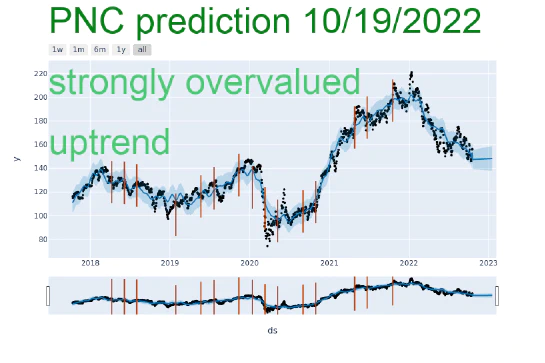 PNC prediction 10/19/2022
1w 1m 6m 1y all
strongly overvalued
uptrend
220
200
180
160
140
120
100
80
y
2018 2019 2020 2021 2022 2023
ds